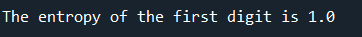 The entropy of the first digit is 1.0